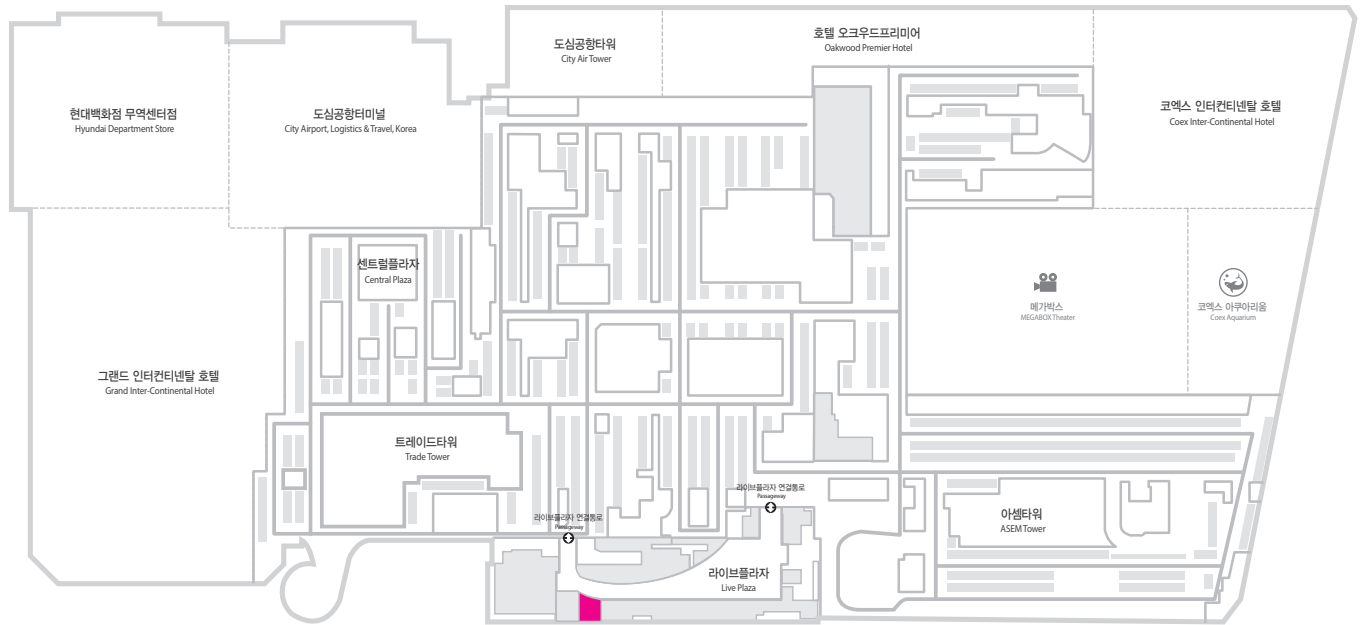 도심공항타워
City Air Tower
호텔 오크우드프리미어
Oakwood Premier Hotel
현대백화점 무역센터점
Hyundai Department Store
도심공항터미널
City Airport, Logistics & Travel, Korea
코엑스 인터컨티넨탈 호텔
Coex Inter-Continental Hotel
센트럴플라자
Central Plaza
메가박스
MEGABOX Theater
코엑스 아쿠아리움
Coex Aquarium
그랜드 인터컨티넨탈 호텔
Grand Inter-Continental Hotel
트레이드타워
Trade Tower
라이브플라자 연결통로
Passageway
라이브플라자 연결통로
Passageway
아셈타워
ASEM Tower
라이브플라자
Live Plaza